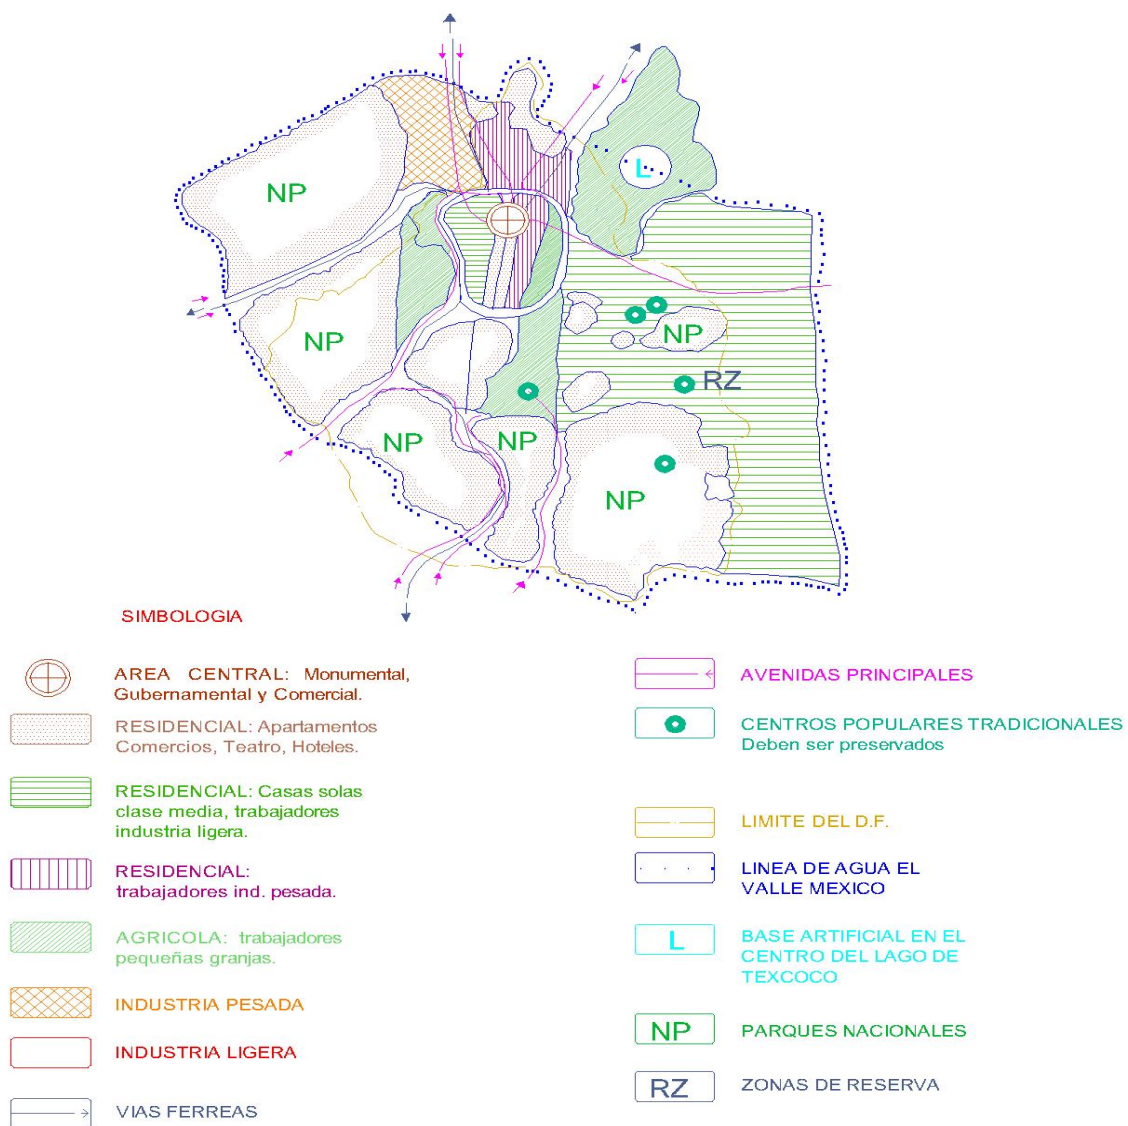 NP
L
NP
NP
RZ
NP
NP
NP
SIMBOLOGIA
AREA CENTRAL: Monumental,
Gubernamental y Comercial.
RESIDENCIAL: Apartamentos
Comercios, Teatro, Hoteles.
RESIDENCIAL: Casas solas
clase media, trabajadores
industria ligera.
RESIDENCIAL:
trabajadores ind. pesada.
AGRICOLA: trabajadores
pequeñas granjas.
INDUSTRIA PESADA
INDUSTRIA LIGERA
VIAS FERREAS
AVENIDAS PRINCIPALES
CENTROS POPULARES TRADICIONALES
Deben ser preservados
LIMITE DEL D.F.
LINEA DE AGUA EL
VALLE MEXICO
L
BASE ARTIFICIAL EN EL
CENTRO DEL LAGO DE
TEXCOCO
NP
PARQUES NACIONALES
RZ
ZONAS DE RESERVA